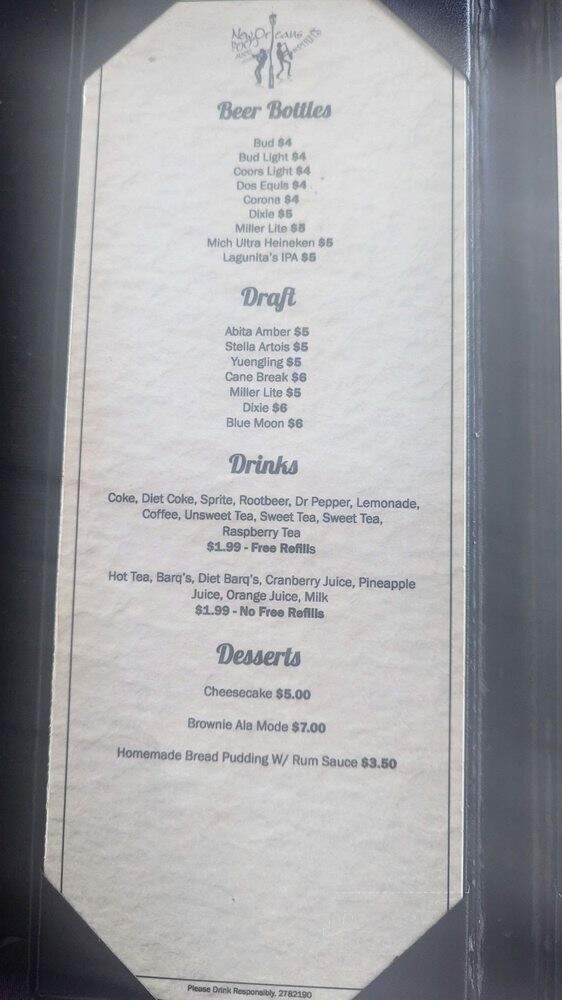 New Orleans
Beer Bottles
Bud $4
Bud Light $4
Coors Light $4
Dos Equis $4
Corona $4
Dixie $5
Miller Lite $5
Mich Ultra Heineken $5
Lagunita's IPA $5
Draft
Abita Amber $5
Stella Artois $5
Yuengling $5
Cane Break $6
Miller Lite $5
Dixie $6
Blue Moon $6
Drinks
Coke, Diet Coke, Sprite, Rootbeer, Dr Pepper, Lemonade,
Coffee, Unsweet Tea, Sweet Tea, Sweet Tea,
Raspberry Tea
$1.99 - Free Refills
Hot Tea, Barq's, Diet Barq's, Cranberry Juice, Pineapple
Juice, Orange Juice, Milk
$1.99 - No Free Refills
Desserts
Cheesecake $5.00
Brownie Ala Mode $7.00
Homemade Bread Pudding W/ Rum Sauce $3.50
Please Drink Responsibly. 2782190